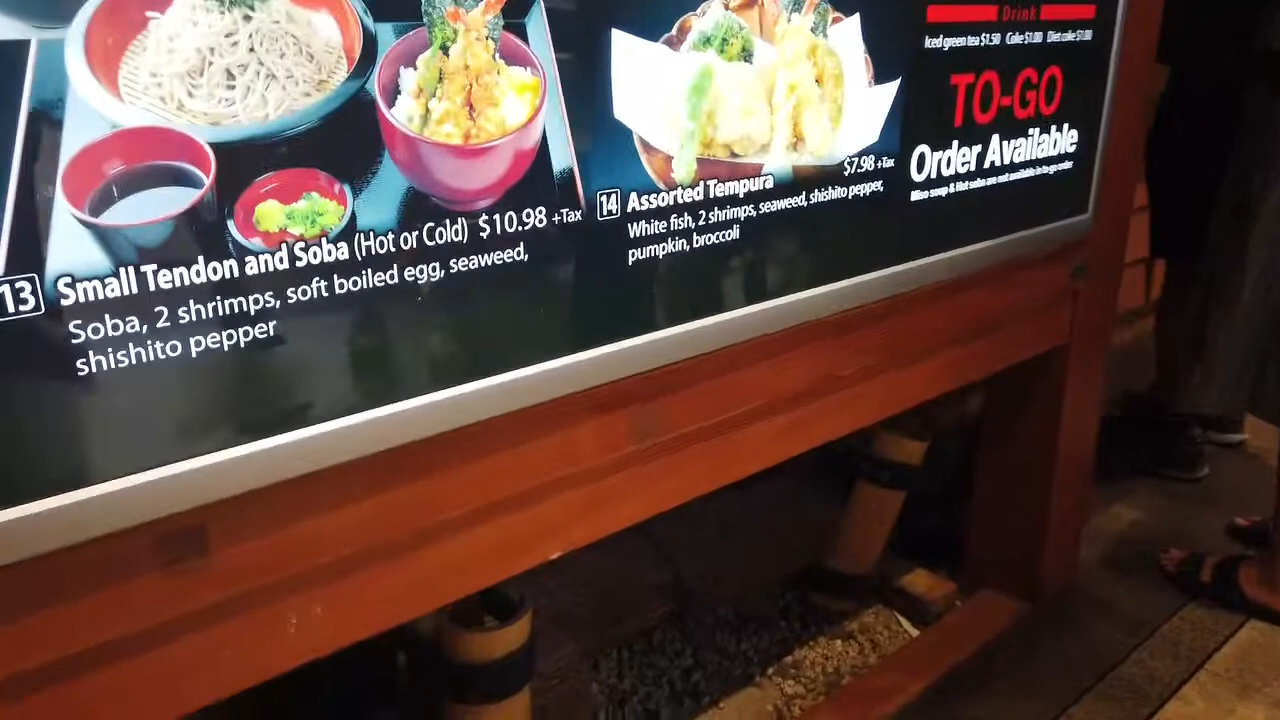 13 Small Tendon and Soba (Hot or Cold) $10.98 +Tax
Soba, 2 shrimps, soft boiled egg, seaweed,
shishito pepper
$7.98 +Tax
14 Assorted Tempura
White fish, 2 shrimps, seaweed, shishito pepper,
pumpkin, broccoli
Drink
Iced green tea $1.50 Coke $1.00 Diet coke $1.00
TO-GO
Order Available
Miso soup & Hot soba are not available in to go order